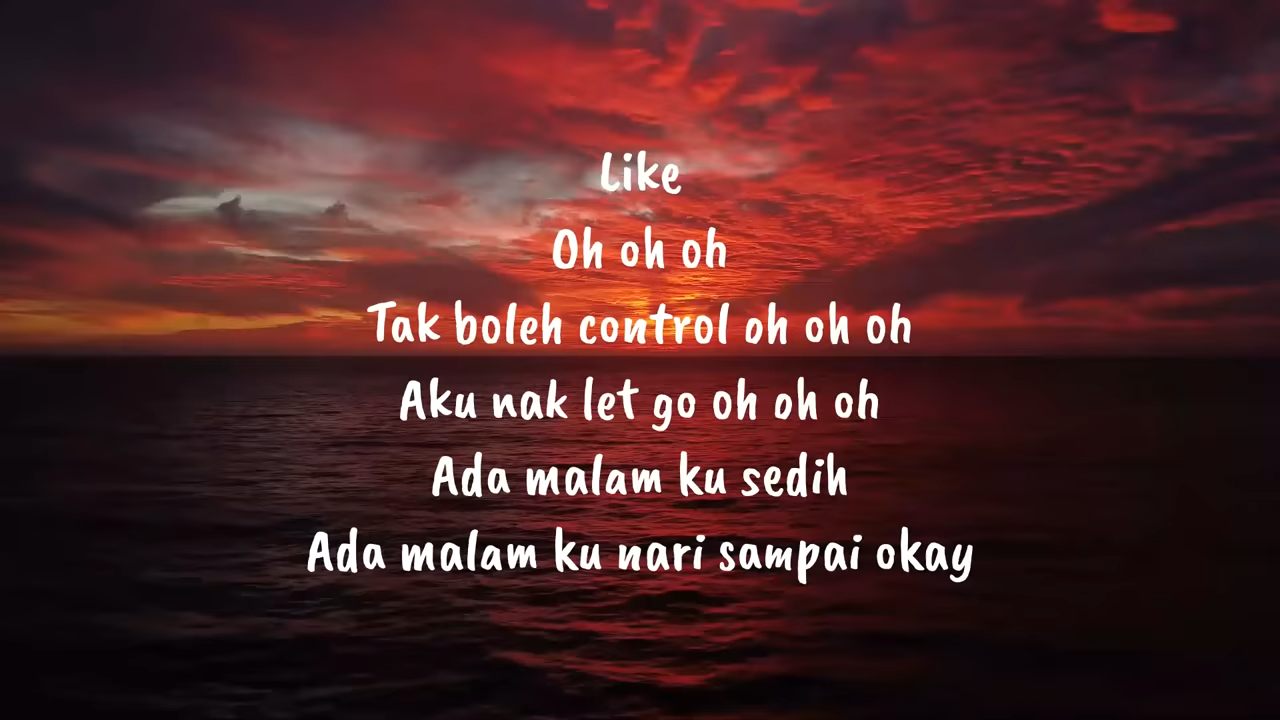 Like
Oh oh oh
Tak boleh control oh oh oh
Aku nak let go oh oh oh
Ada malam ku sedih
Ada malam ku nari sampai okay